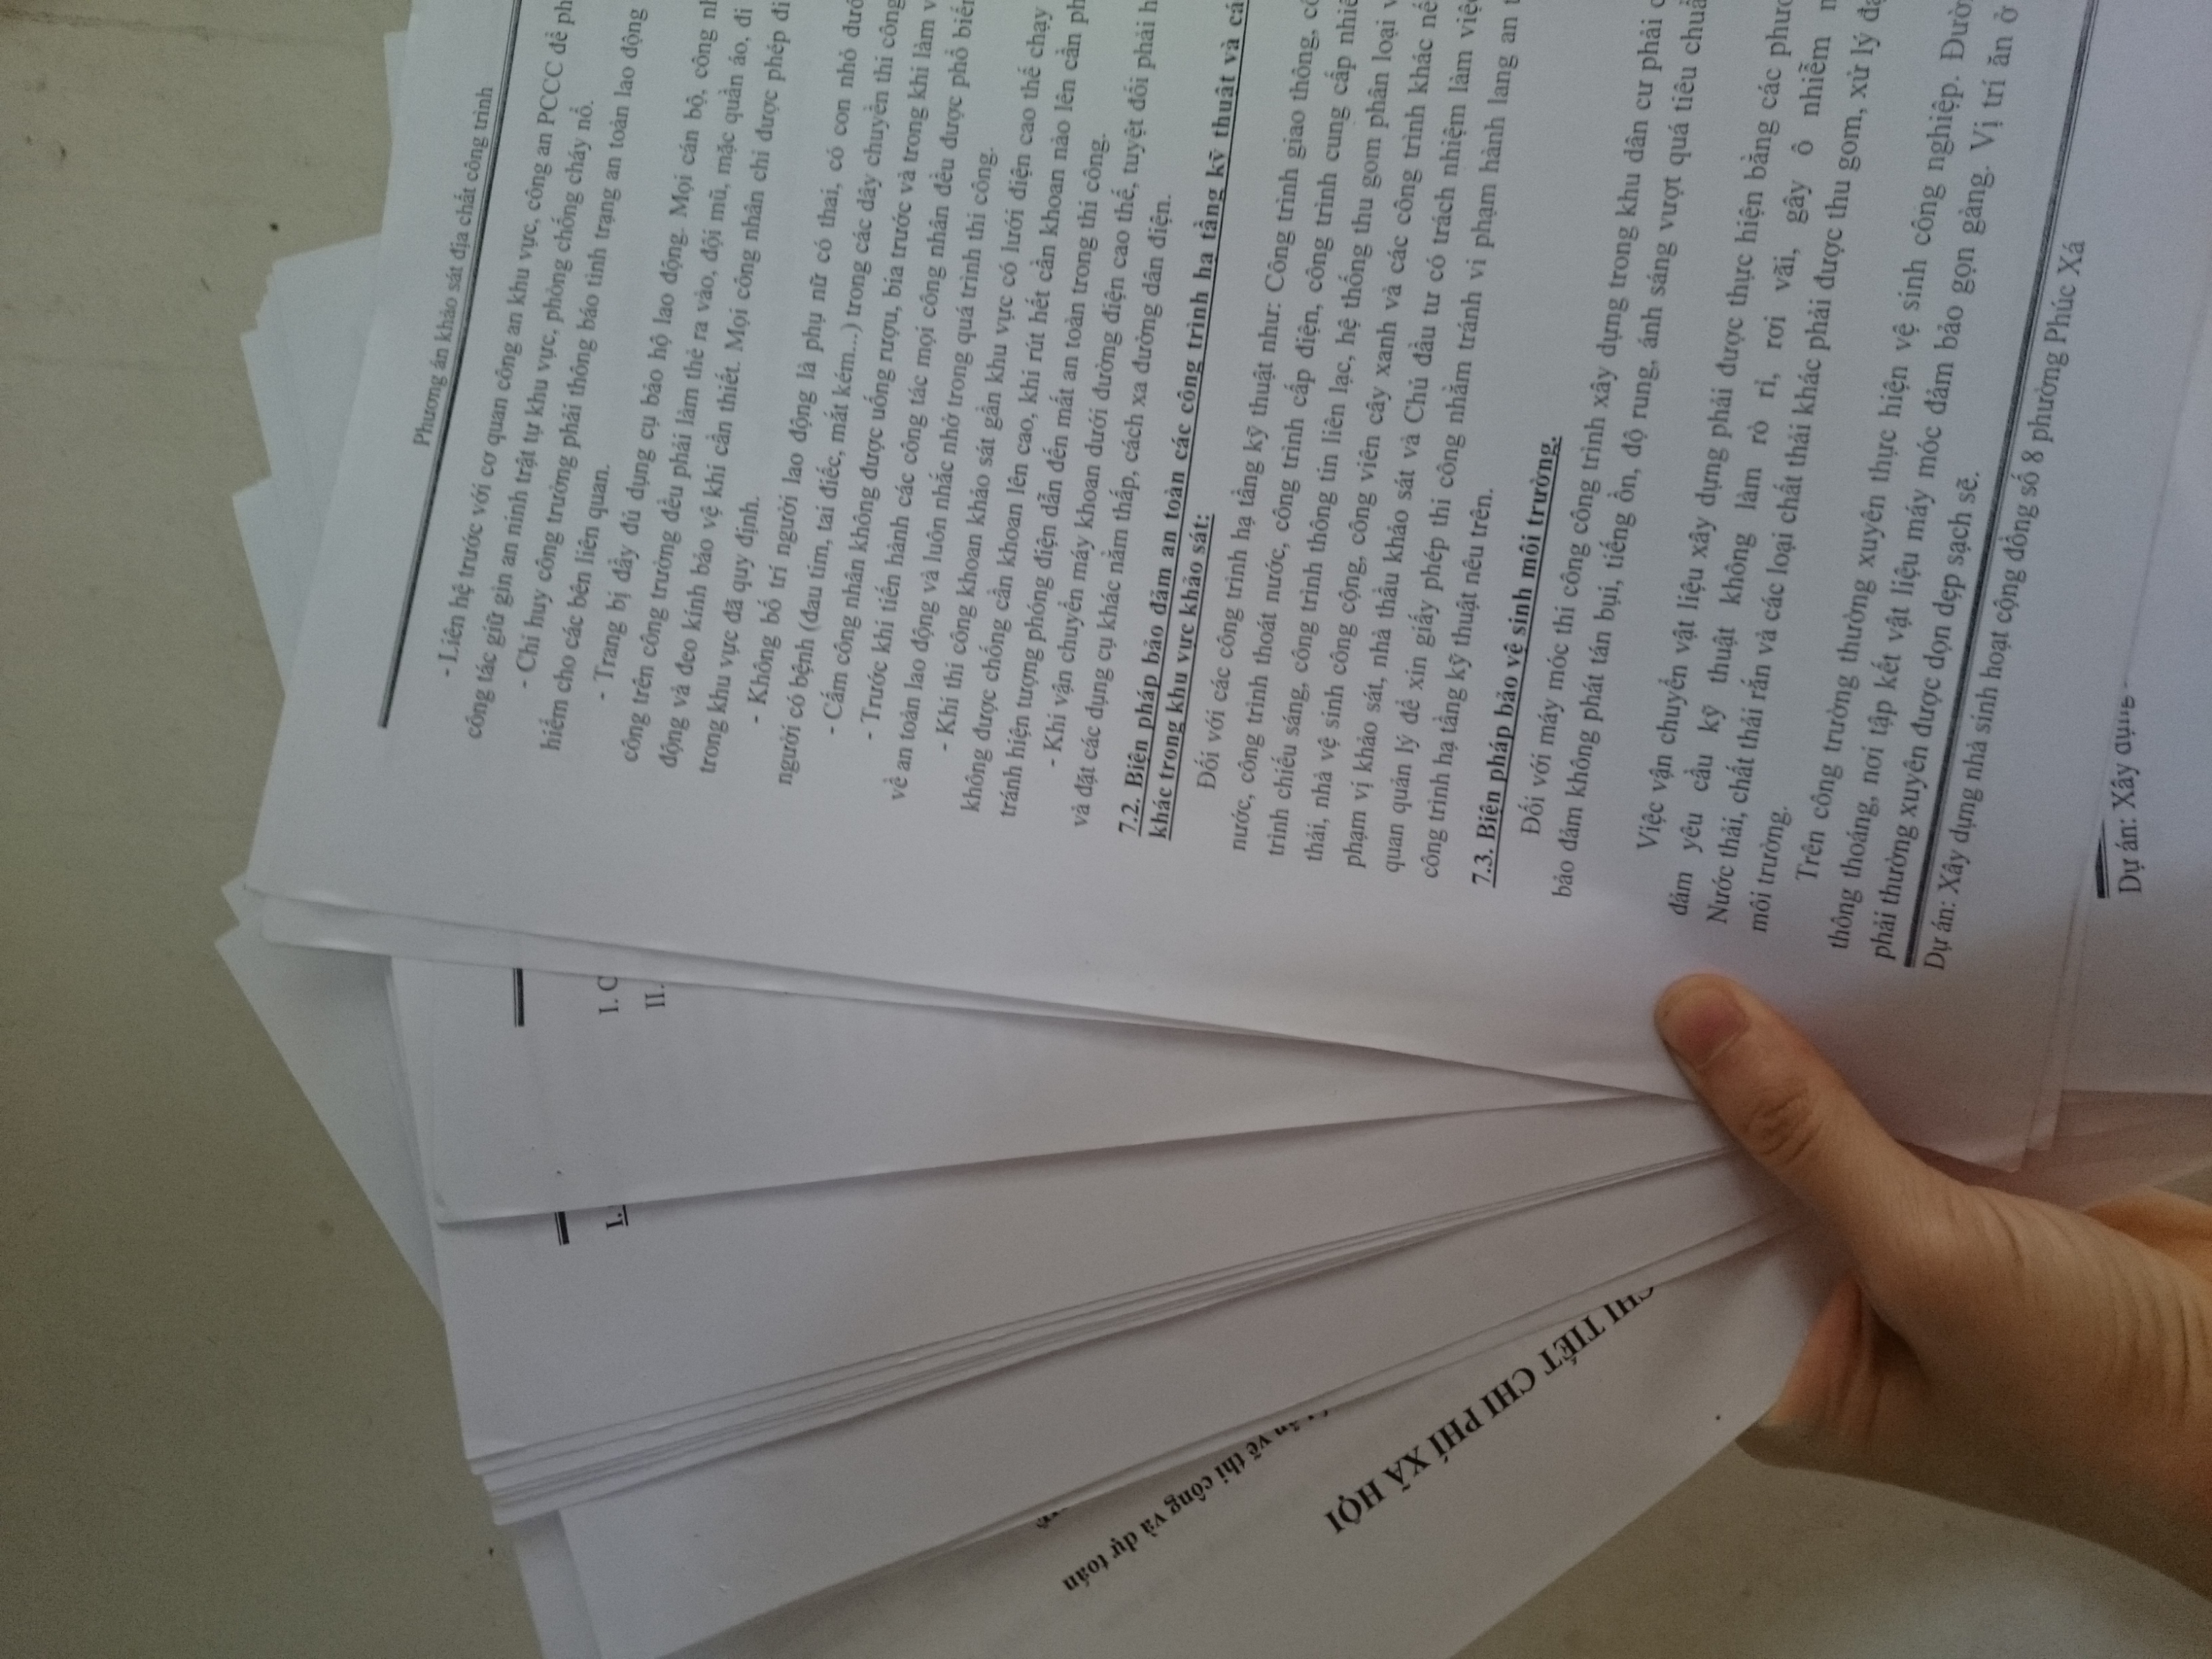 Phương án khảo sát địa chất công trình
- Liên hệ trước với cơ quan công an khu vực, công an PCCC để
công tác giữ gìn an ninh trật tự khu vực, phòng chống cháy nổ.
- Chỉ huy công trường phải thông báo tình trạng an toàn lao động
hiểm cho các bên liên quan.
- Trang bị đầy đủ dụng cụ bảo hộ lao động. Mọi cán bộ, công
công trên công trường đều phải làm thẻ ra vào, đội mũ, mặc quần áo, đi
động và đeo kính bảo vệ khi cần thiết. Mọi công nhân chỉ được phép
trong khu vực đã quy định.
- Không bố trí người lao động là phụ nữ có thai, có con nhỏ
người có bệnh (đau tim, tai điếc, mắt kém...) trong các dây chuyền thi công
- Cấm công nhân không được uống rượu, bia trước và trong khi làm
- Trước khi tiến hành các công tác mọi công nhân đều được phổ
về an toàn lao động và luôn nhắc nhở trong quá trình thi công.
- Khi thi công khoan khảo sát gần khu vực có lưới điện cao thế chạy
không được chống cần khoan lên cao, khi rút hết cần khoan nào lên cần
tránh hiện tượng phóng điện dẫn đến mất an toàn trong thi công.
- Khi vận chuyển máy khoan dưới đường điện cao thế, tuyệt đối phải
và đặt các dụng cụ khác nằm thấp, cách xa đường dân điện.
7.2. Biện pháp bảo đảm an toàn các công trình hạ tầng kỹ thuật và
khác trong khu vực khảo sát:
Đối với các công trình hạ tầng kỹ thuật như: Công trình giao thông,
nước, công trình thoát nước, công trình cấp điện, công trình cung cấp
trình chiếu sáng, công trình thông tin liên lạc, hệ thống thu gom phân loại
thải, nhà vệ sinh công cộng, công viên cây xanh và các công trình khác
phạm vị khảo sát, nhà thầu khảo sát và Chủ đầu tư có trách nhiệm làm
quan quản lý để xin giấy phép thi công nhằm tránh vi phạm hành lang an
công trình hạ tầng kỹ thuật nêu trên.
7.3. Biện pháp bảo vệ sinh môi trường.
Đối với máy móc thi công công trình xây dựng trong khu dân cư phải
bảo đảm không phát tán bụi, tiếng ồn, độ rung, ánh sáng vượt quá tiêu
Việc vận chuyển vật liệu xây dựng phải được thực hiện bằng các
đảm yêu cầu kỹ thuật không làm rò rỉ, rơi vãi, gây ô nhiễm
Nước thải, chất thải rắn và các loại chất thải khác phải được thu gom, xử lý
môi trường.
Trên công trường thường xuyên thực hiện vệ sinh công nghiệp.
thông thoáng, nơi tập kết vật liệu máy móc đảm bảo gọn gàng. Vị trí ăn ở
phải thường xuyên được dọn dẹp sạch sẽ.
Dự án: Xây dựng nhà sinh hoạt cộng đồng số 8 phường Phúc Xá
Dự án: Xây dựng
I.
I. C
II.
CHI TIẾT CHI PHÍ XÃ HỘI
vẽ thi công và dự toán